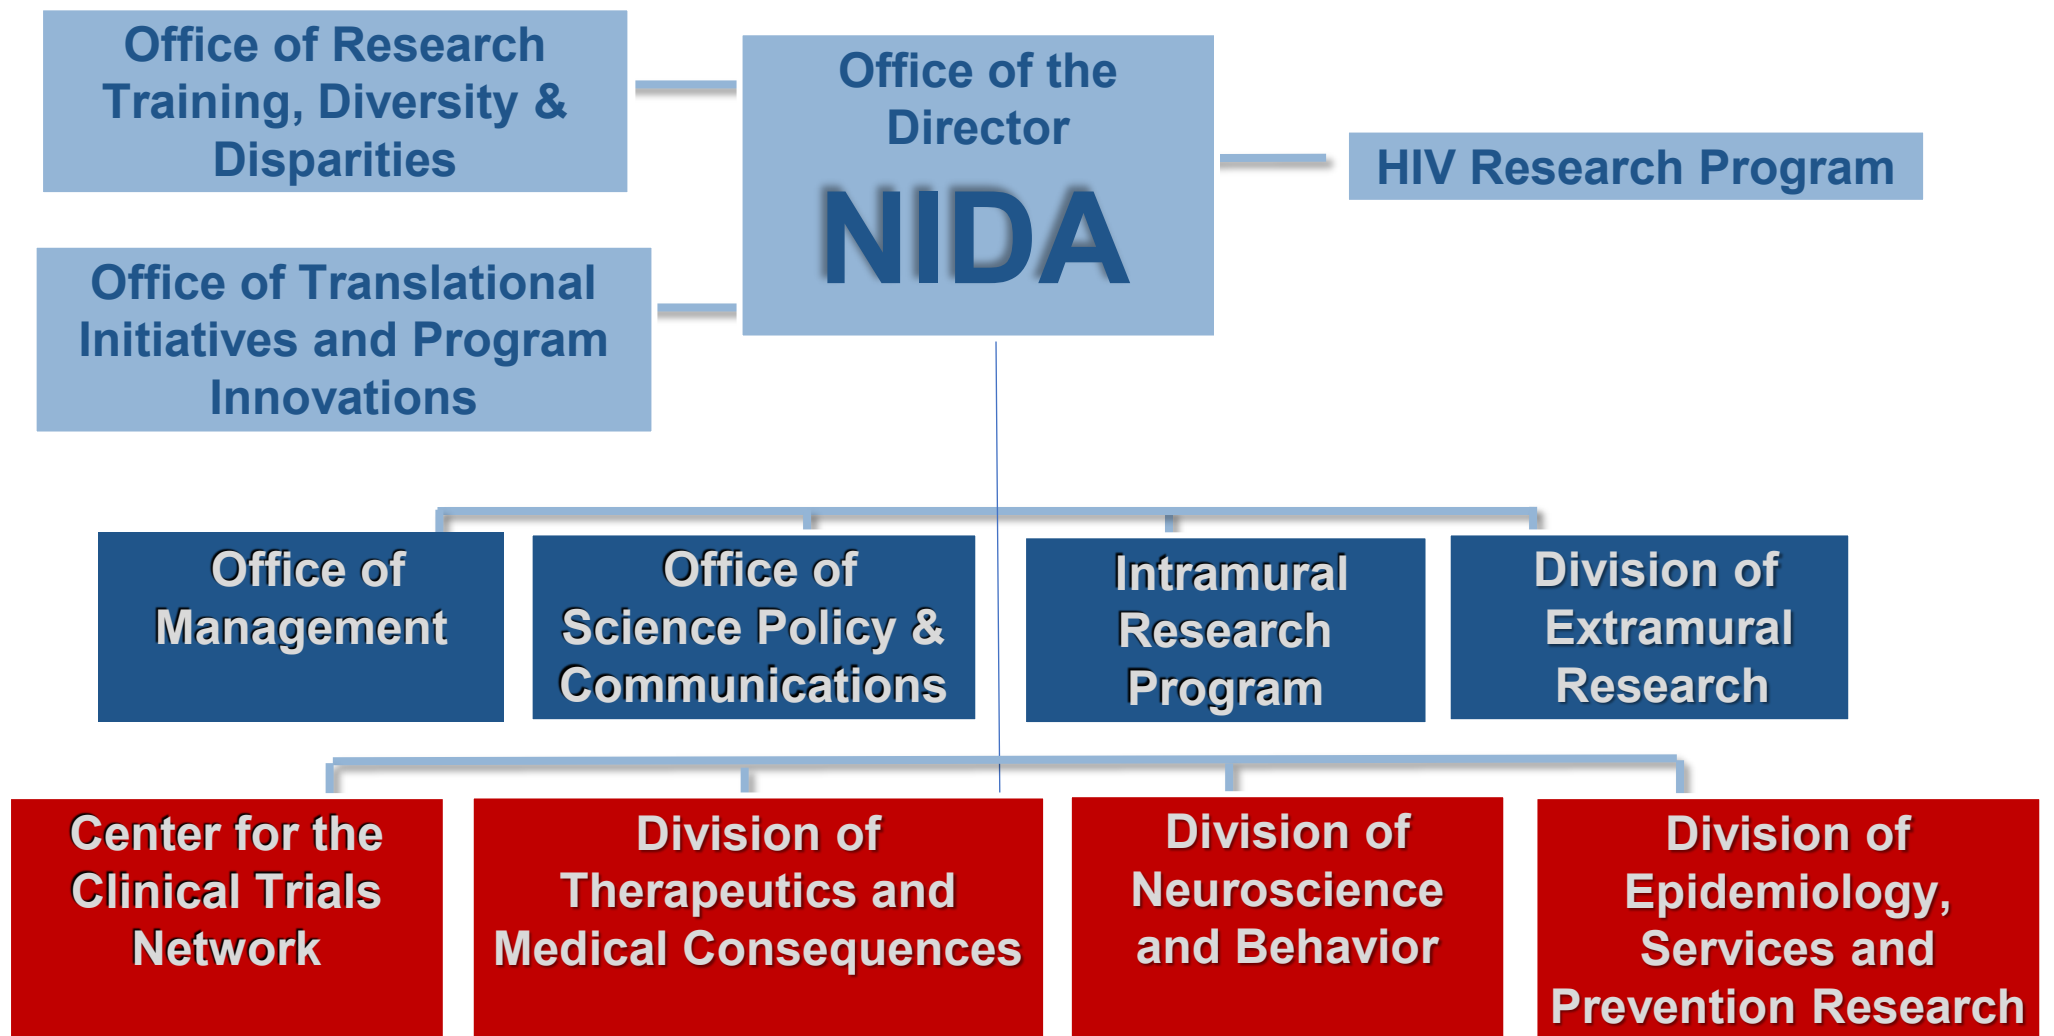 Office of Research
Training, Diversity &
Disparities
Office of the
Director
NIDA
HIV Research Program
Office of Translational
Initiatives and Program
Innovations
Office of
Management
Office of
Science Policy &
Communications
Intramural
Research
Program
Division of
Extramural
Research
Center for the
Clinical Trials
Network
Division of
Therapeutics and
Medical Consequences
Division of
Neuroscience
and Behavior
Division of
Epidemiology,
Services and
Prevention Research